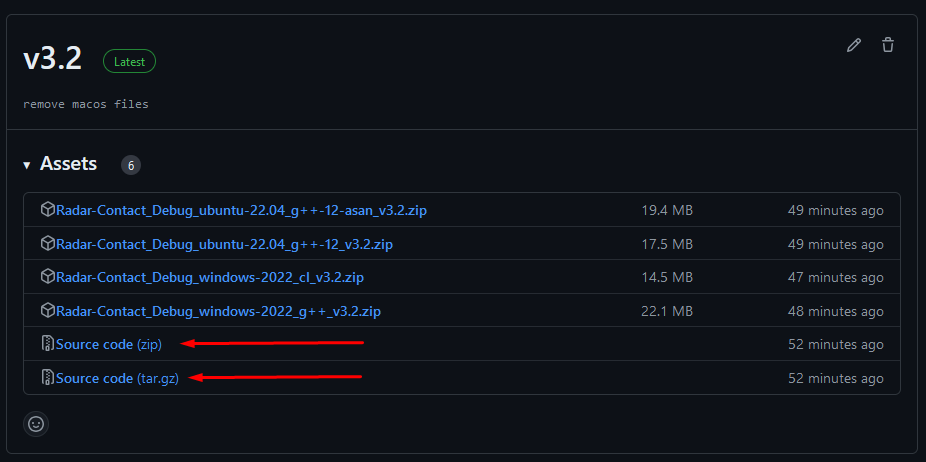 v3.2 Latest
remove macos files
Assets 6
Radar-Contact_Debug_ubuntu-22.04_g++-12-asan_v3.2.zip 19.4 MB 49 minutes ago
Radar-Contact_Debug_ubuntu-22.04_g++-12_v3.2.zip 17.5 MB 49 minutes ago
Radar-Contact_Debug_windows-2022_cl_v3.2.zip 14.5 MB 47 minutes ago
Radar-Contact_Debug_windows-2022_g++_v3.2.zip 22.1 MB 48 minutes ago
Source code (zip) 52 minutes ago
Source code (tar.gz) 52 minutes ago